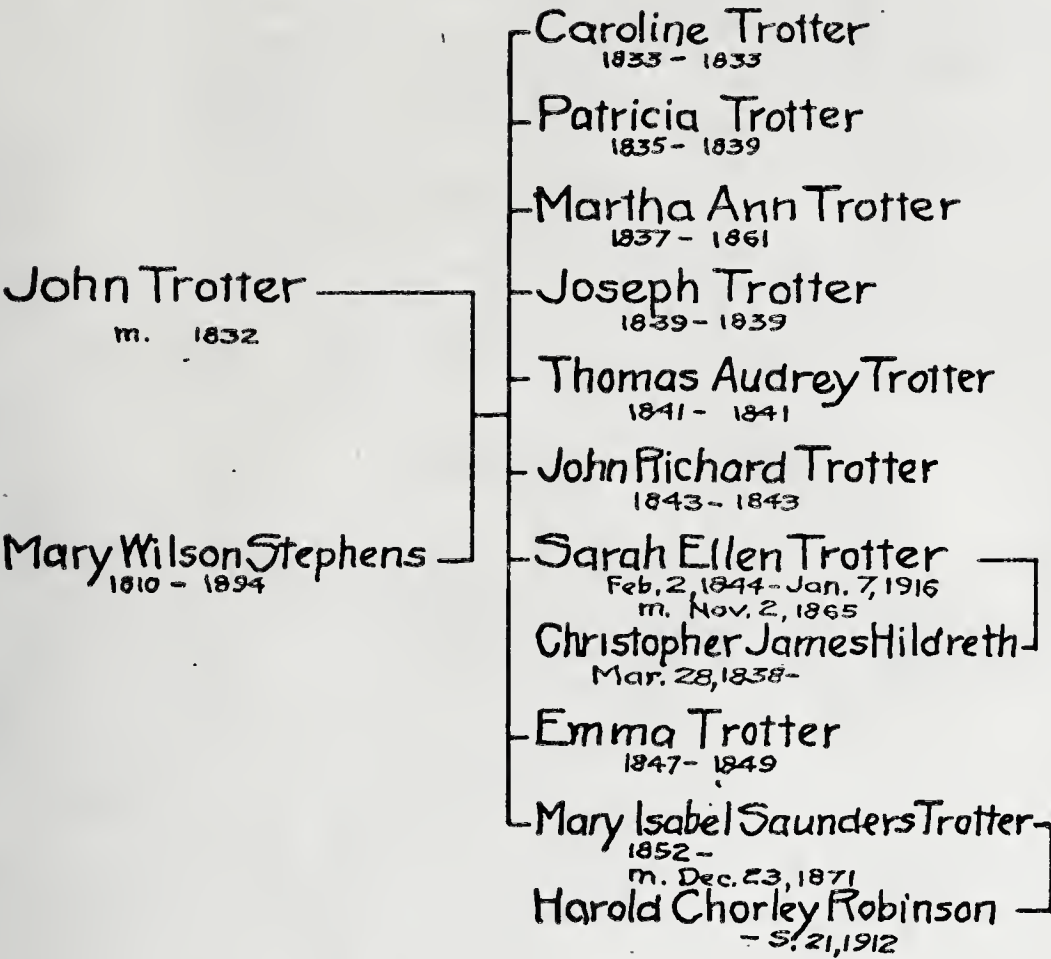 Caroline Trotter
1833 - 1833
Patricia Trotter
1835 - 1839
Martha Ann Trotter
1837 - 1861
John Trotter
m. 1832
Joseph Trotter
1839 - 1839
Thomas Audrey Trotter
1841 - 1841
John Richard Trotter
1843 - 1843
Mary Wilson Stephens
1810 - 1894
Sarah Ellen Trotter
Feb. 2, 1844 - Jan. 7, 1916
m. Nov. 2, 1865
Christopher James Hildreth
Mar. 28, 1838 -
Emma Trotter
1847 - 1849
Mary Isabel Saunders Trotter
1852 -
m. Dec. 23, 1871
Harold Chorley Robinson
- S. 21, 1912